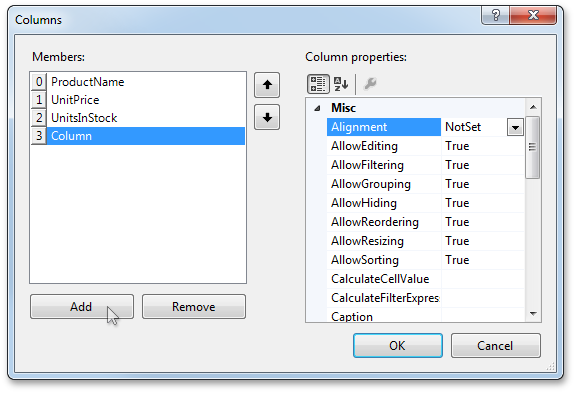 Columns
Members:
0 ProductName
1 UnitPrice
2 UnitsInStock
3 Column
Add
Remove
Column properties:
Misc
Alignment NotSet
AllowEditing True
AllowFiltering True
AllowGrouping True
AllowHiding True
AllowReordering True
AllowResizing True
AllowSorting True
CalculateCellValue
CalculateFilterExpres
Caption
OK
Cancel